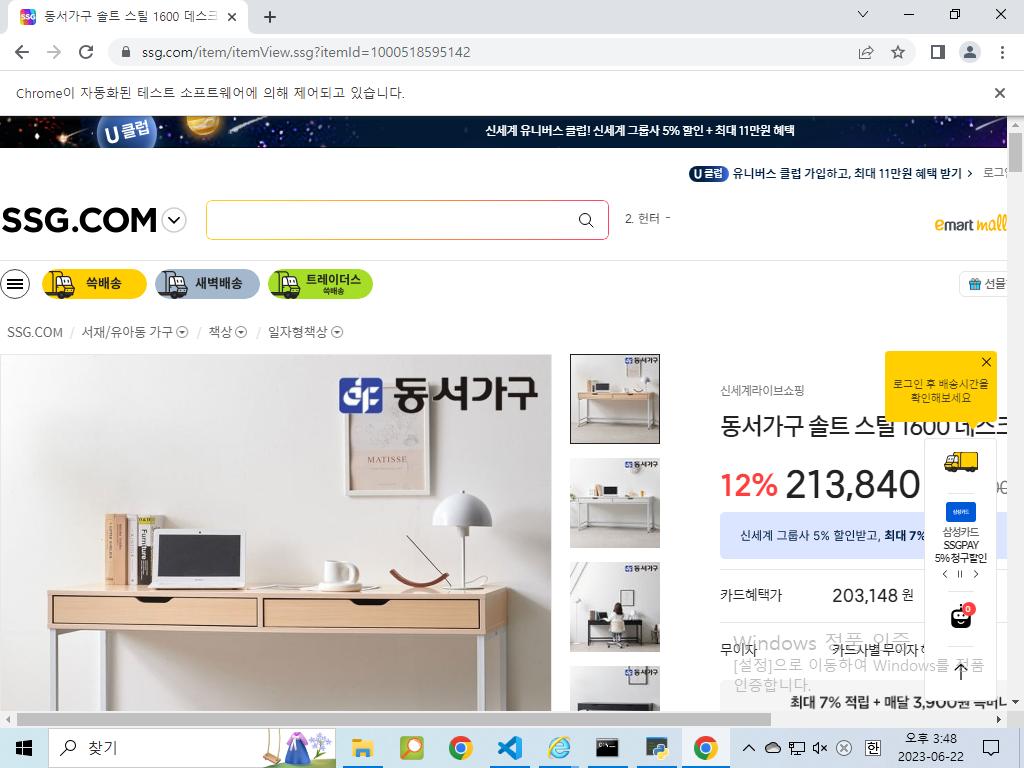 동서가구 솔트 스틸 1600 데스크
ssg.com/item/itemView.ssg?itemId=1000518595142
Chrome이 자동화된 테스트 소프트웨어에 의해 제어되고 있습니다.
U 클럽
신세계 유니버스 클럽! 신세계 그룹사 5% 할인 + 최대 11만원 혜택
U 클럽 유니버스 클럽 가입하고, 최대 11만원 혜택 받기
SSG.COM
2. 헌터 -
emart mall
쓱배송
새벽배송
트레이더스
쓱배송
선물
SSG.COM / 서재/유아동 가구 / 책상 / 일자형책상
동서가구
MATISSE
Furniture
로그인 후 배송시간을
확인해보세요
신세계라이브쇼핑
동서가구 솔트 스틸 1600 데스크
12% 213,840
신세계 그룹사 5% 할인받고, 최대 7%
삼성카드
삼성카드
SSGPAY
5% 청구할인
카드혜택가 203,148 원
0
무이자 카드사별 무이자
Windows 정품 인증
[설정]으로 이동하여 Windows를 정품
인증합니다.
최대 7% 적립 + 매달 3,900원
찾기
한
오후 3:48
2023-06-22